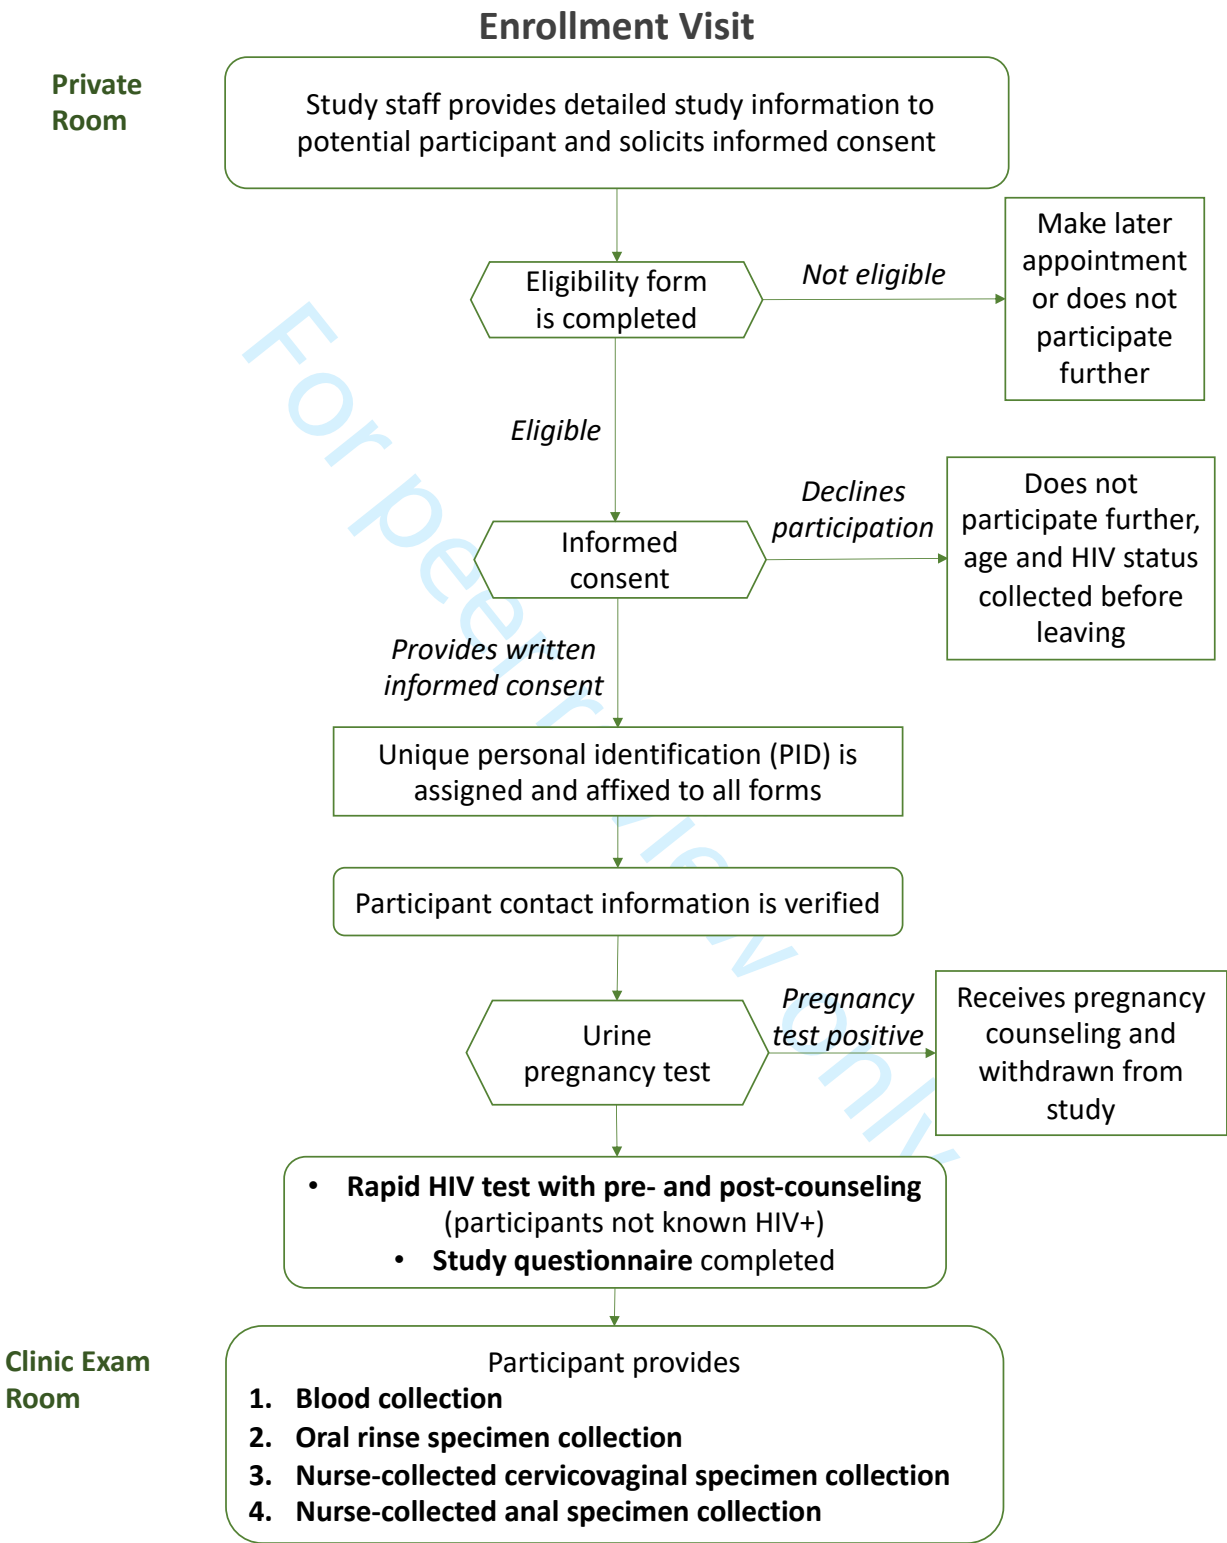 Enrollment Visit
Private
Room
Study staff provides detailed study information to
potential participant and solicits informed consent
Eligibility form
is completed
Not eligible
Make later
appointment
or does not
participate
further
Eligible
Informed
consent
Declines
participation
Does not
participate further,
age and HIV status
collected before
leaving
Provides written
informed consent
Unique personal identification (PID) is
assigned and affixed to all forms
Participant contact information is verified
Urine
pregnancy test
Pregnancy
test positive
Receives pregnancy
counseling and
withdrawn from
study
• Rapid HIV test with pre- and post-counseling
(participants not known HIV+)
• Study questionnaire completed
Clinic Exam
Room
Participant provides
1. Blood collection
2. Oral rinse specimen collection
3. Nurse-collected cervicovaginal specimen collection
4. Nurse-collected anal specimen collection
For peer review only